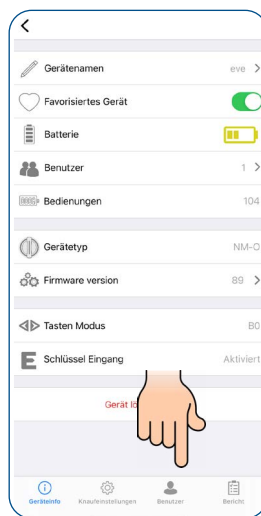 Gerätenamen eve
Favorisiertes Gerät
Batterie
Benutzer 1
Bedienungen 104
Gerätetyp NM-O
Firmware version 89
Tasten Modus B0
E Schlüssel Eingang Aktiviert
Gerät lö
Geräteinfo Knaufeinstellungen Benutzer Bericht